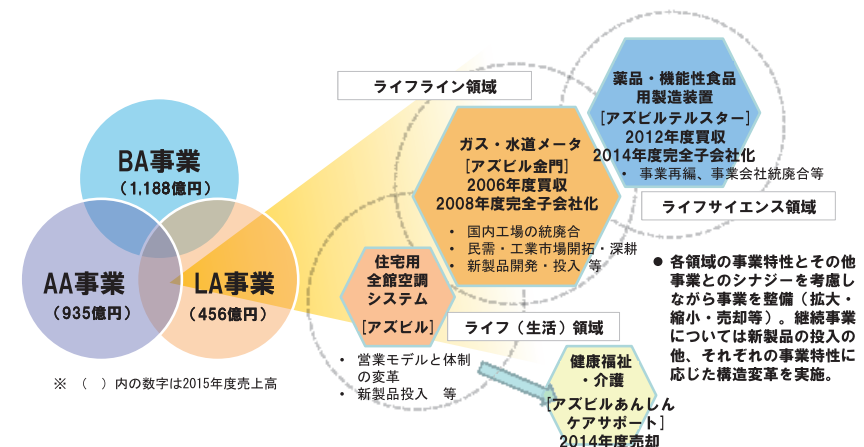 BA事業
（1,188億円）
AA事業
（935億円）
LA事業
（456億円）
※　（　）内の数字は2015年度売上高
ライフライン領域
ガス・水道メータ
[アズビル金門]
2006年度買収
2008年度完全子会社化
• 国内工場の統廃合
• 民需・工業市場開拓・深耕
• 新製品開発・投入 等
薬品・機能性食品
用製造装置
[アズビルテルスター]
2012年度買収
2014年度完全子会社化
• 事業再編、事業会社統廃合等
ライフサイエンス領域
住宅用
全館空調
システム
[アズビル]
• 営業モデルと体制
の変革
• 新製品投入　等
ライフ（生活）領域
健康福祉
・介護
[アズビルあんしん
ケアサポート]
2014年度売却
● 各領域の事業特性とその他
事業とのシナジーを考慮し
ながら事業を整備（拡大・
縮小・売却等）。継続事業
については新製品の投入の
他、それぞれの事業特性に
応じた構造変革を実施。